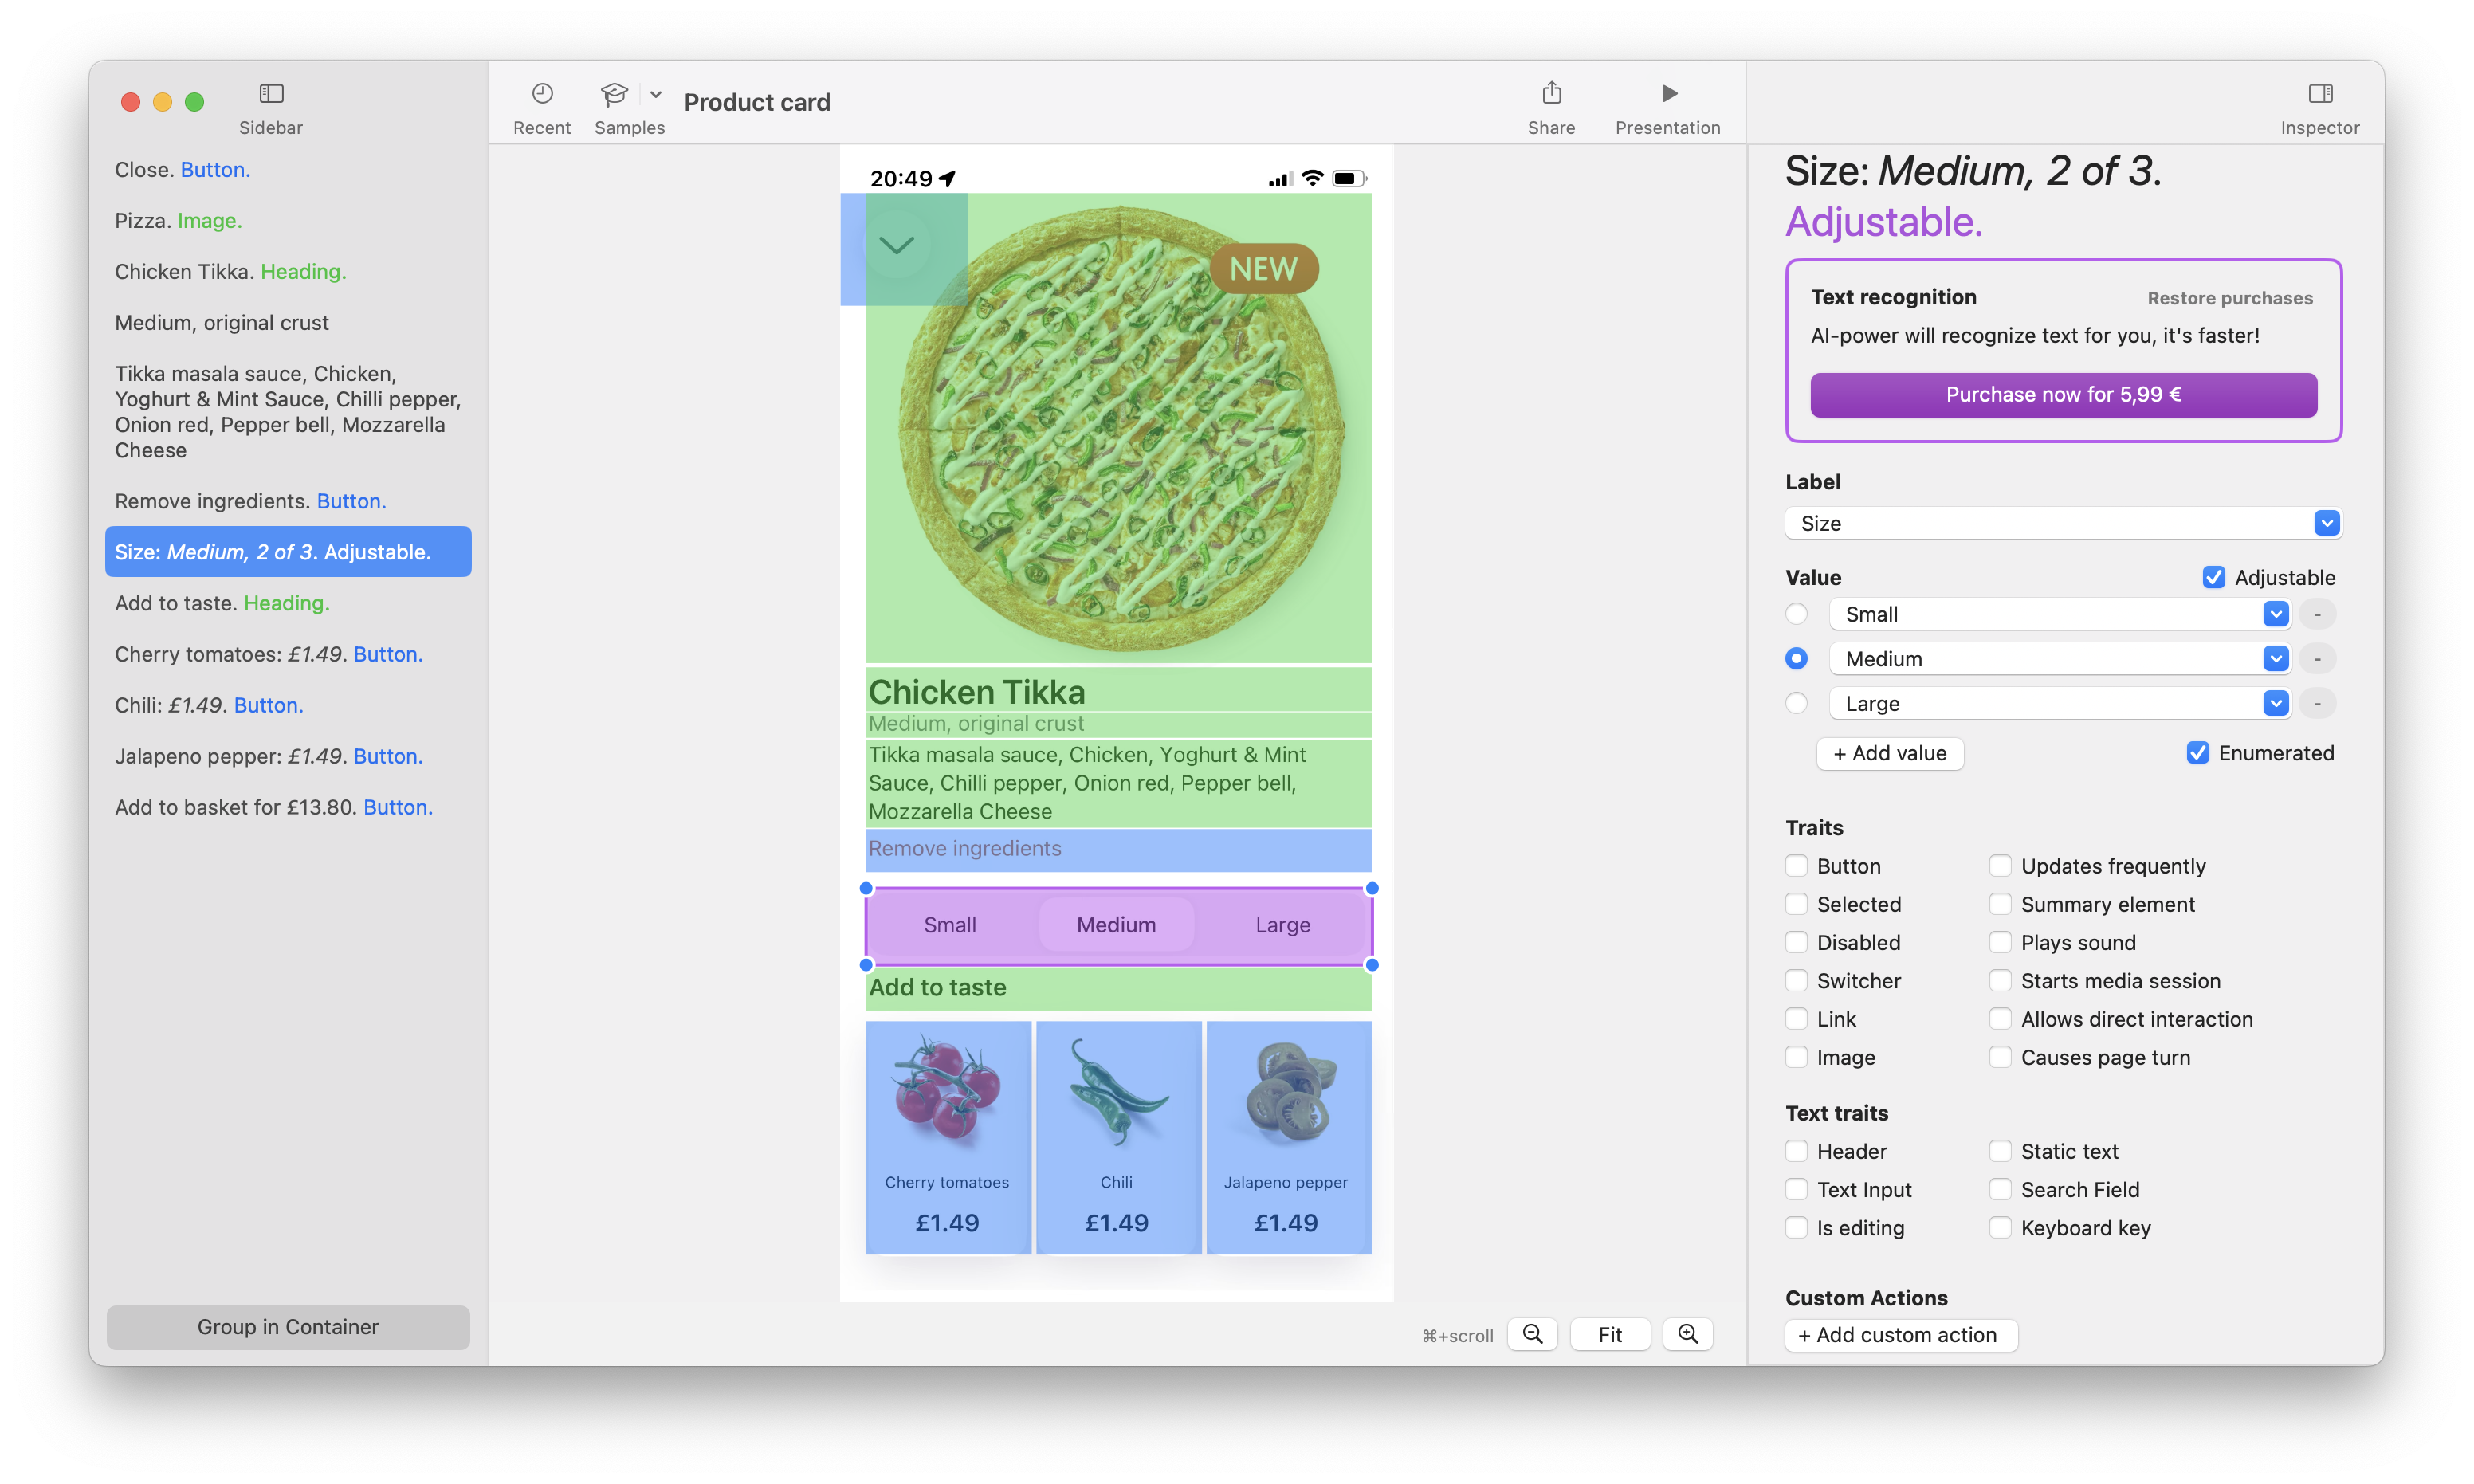 Sidebar
Close. Button.
Pizza. Image.
Chicken Tikka. Heading.
Medium, original crust
Tikka masala sauce, Chicken,
Yoghurt & Mint Sauce, Chilli pepper,
Onion red, Pepper bell, Mozzarella
Cheese
Remove ingredients. Button.
Size: Medium, 2 of 3. Adjustable.
Add to taste. Heading.
Cherry tomatoes: £1.49. Button.
Chili: £1.49. Button.
Jalapeno pepper: £1.49. Button.
Add to basket for £13.80. Button.
Group in Container
Recent
Samples
Product card
Share
Presentation
20:49
NEW
Chicken Tikka
Medium, original crust
Tikka masala sauce, Chicken, Yoghurt & Mint
Sauce, Chilli pepper, Onion red, Pepper bell,
Mozzarella Cheese
Remove ingredients
Small Medium Large
Add to taste
Cherry tomatoes Chili Jalapeno pepper
£1.49 £1.49 £1.49
⌘+scroll
Fit
Inspector
Size: Medium, 2 of 3.
Adjustable.
Text recognition Restore purchases
AI-power will recognize text for you, it's faster!
Purchase now for 5,99 €
Label
Size
Value Adjustable
Small -
Medium -
Large -
+ Add value Enumerated
Traits
Button Updates frequently
Selected Summary element
Disabled Plays sound
Switcher Starts media session
Link Allows direct interaction
Image Causes page turn
Text traits
Header Static text
Text Input Search Field
Is editing Keyboard key
Custom Actions
+ Add custom action